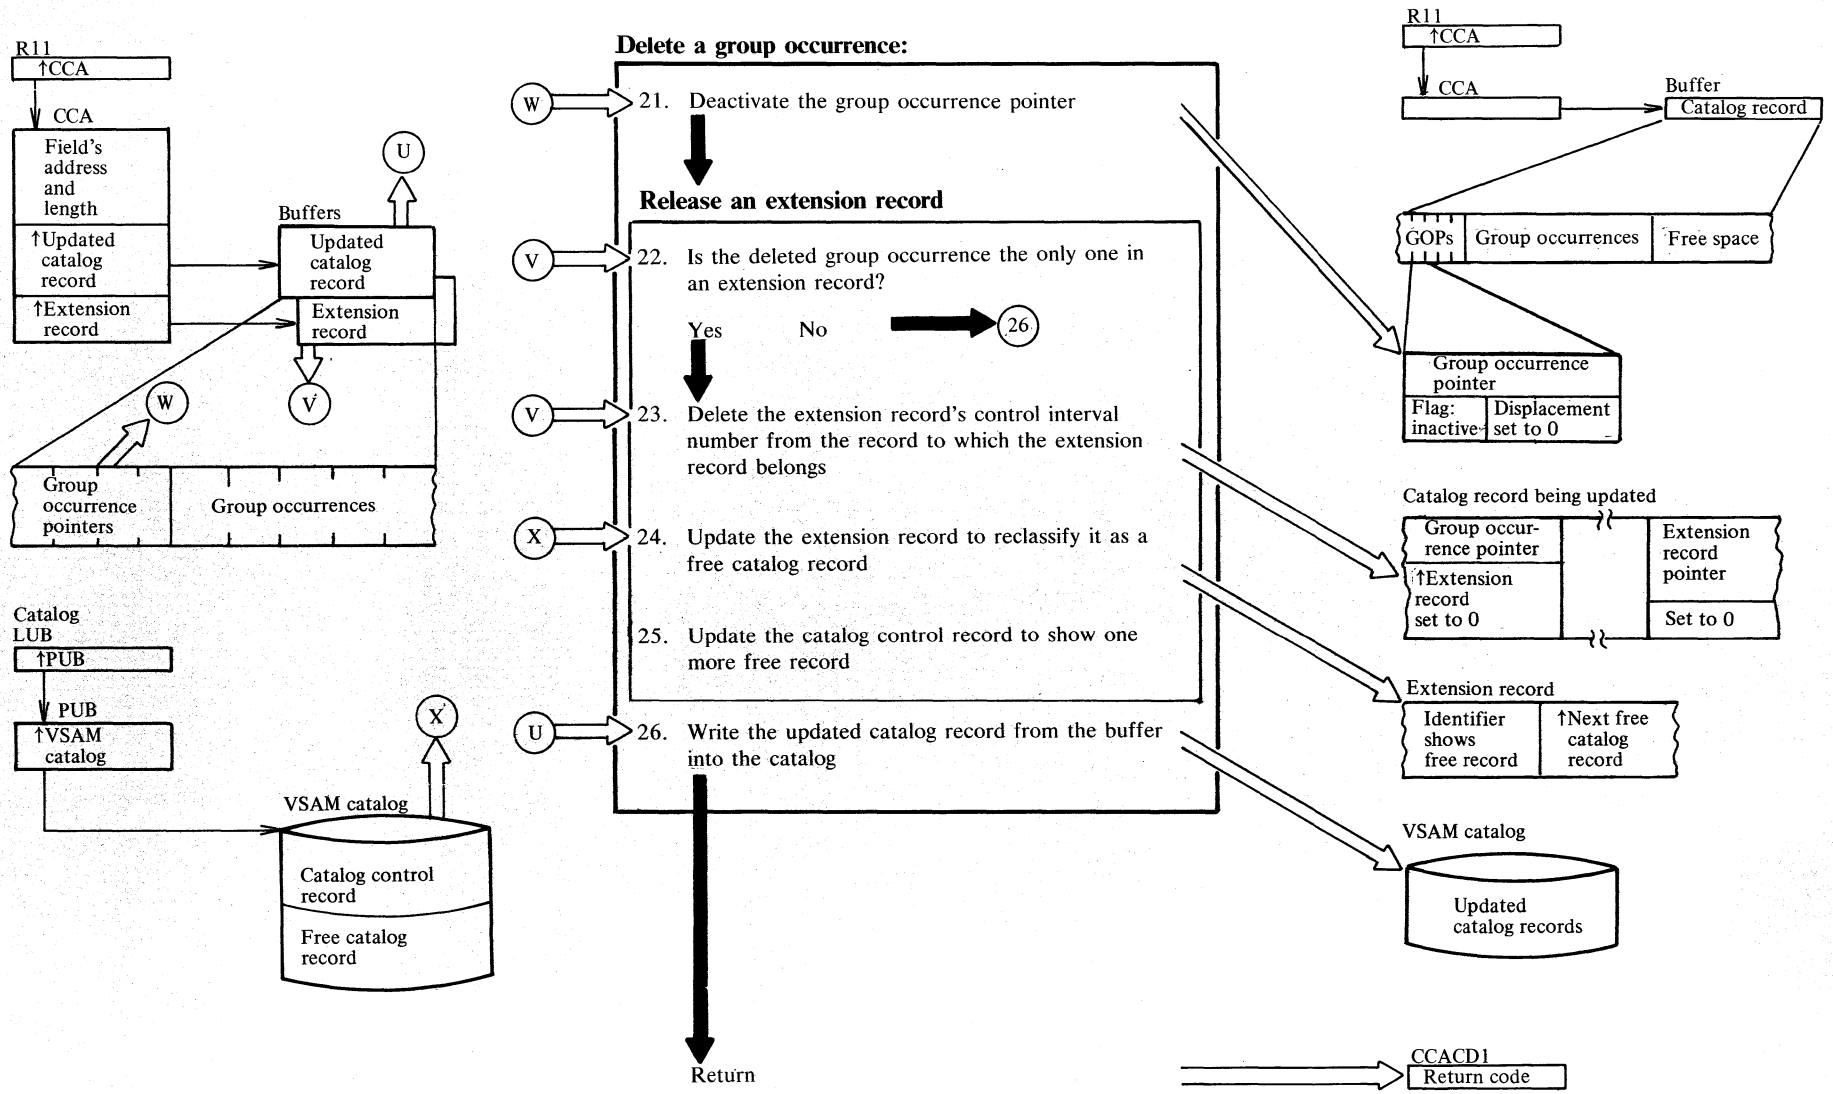 R11
↑CCA
CCA
Field's
address
and
length
↑Updated
catalog
record
↑Extension
record
Buffers
Updated
catalog
record
Extension
record
U
V
W
Group
occurrence
pointers
Group occurrences
Catalog
LUB
↑PUB
PUB
↑VSAM
catalog
X
VSAM catalog
Catalog control
record
Free catalog
record
Delete a group occurrence:
W
21. Deactivate the group occurrence pointer
Release an extension record
V
22. Is the deleted group occurrence the only one in
an extension record?
Yes No 26
V
23. Delete the extension record's control interval
number from the record to which the extension
record belongs
X
24. Update the extension record to reclassify it as a
free catalog record
25. Update the catalog control record to show one
more free record
U
26. Write the updated catalog record from the buffer
into the catalog
Return
R11
↑CCA
CCA
Buffer
Catalog record
GOPs
Group occurrences
Free space
Group occurrence
pointer
Flag:
inactive
Displacement
set to 0
Catalog record being updated
Group occur-
rence pointer
↑Extension
record
set to 0
Extension
record
pointer
Set to 0
Extension record
Identifier
shows
free record
↑Next free
catalog
record
VSAM catalog
Updated
catalog records
CCACD1
Return code